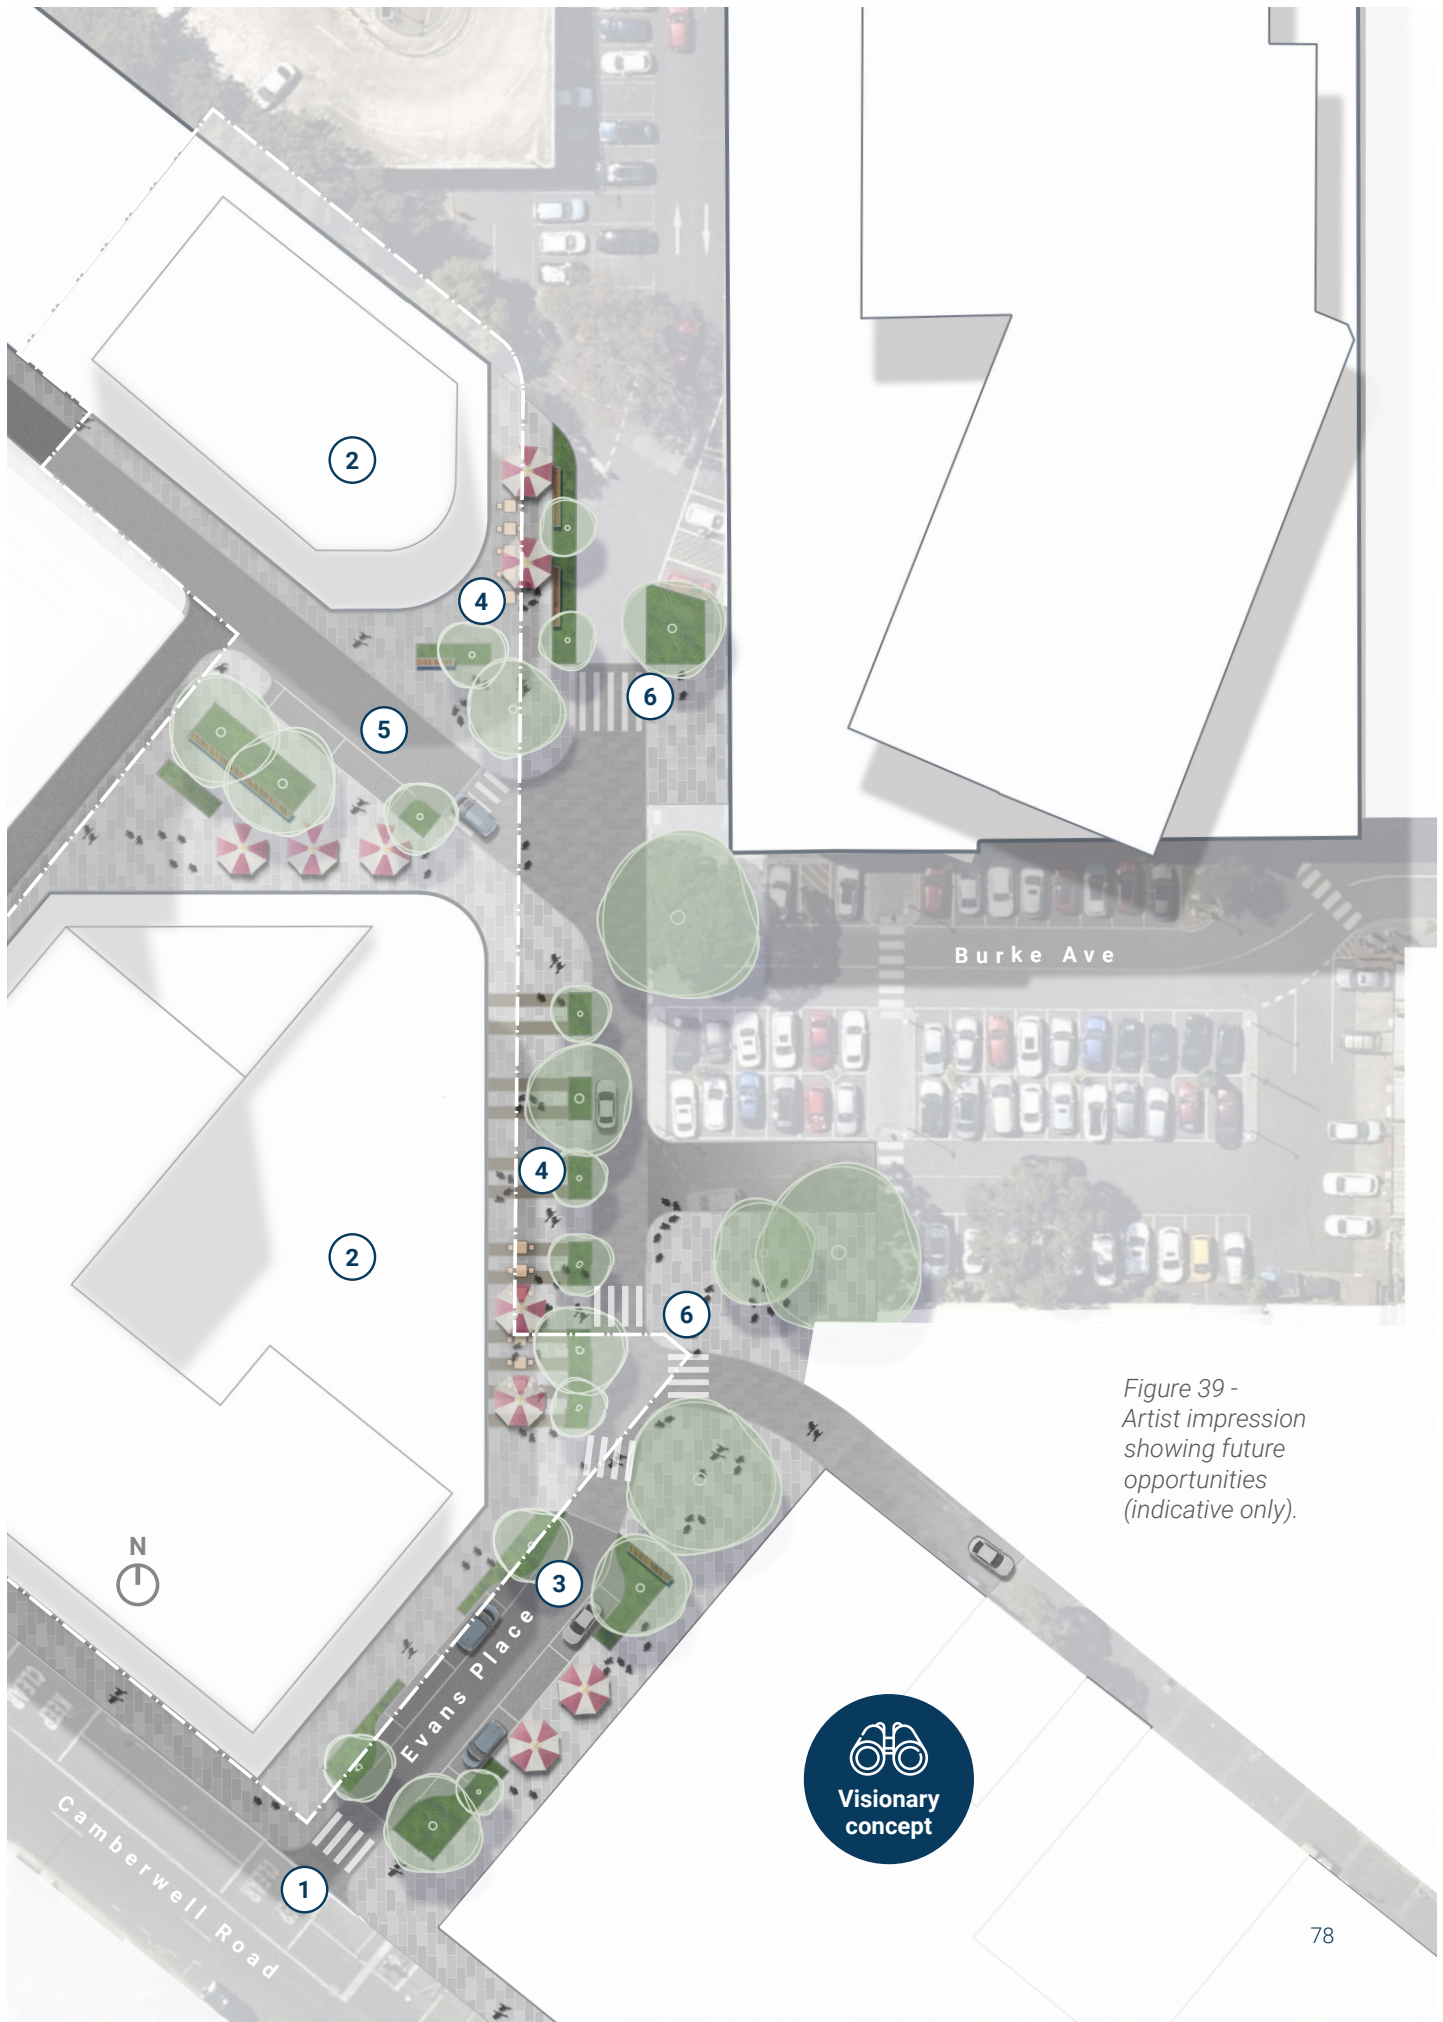 2
4
6
5
Burke Ave
4
2
6
Figure 39 -
Artist impression
showing future
opportunities
(indicative only).
N
3
Evans Place
Visionary
concept
Camberwell Road
1
78